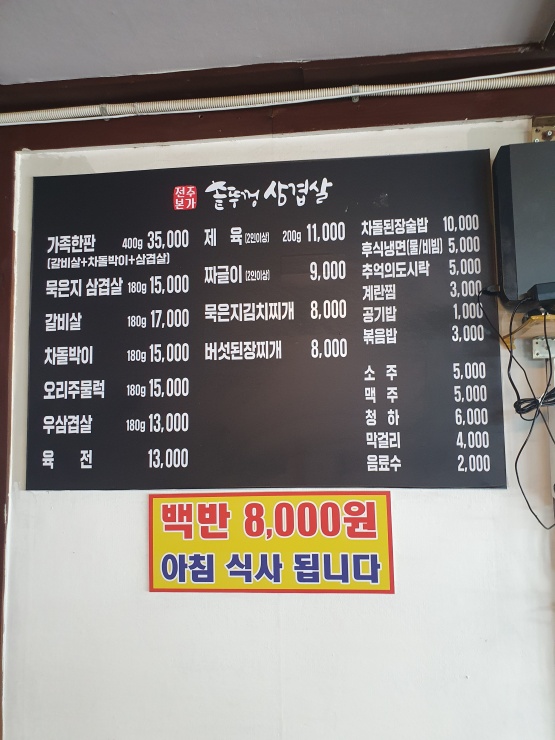 전주
본가
솥뚜껑 삼겹살
가족한판 400g 35,000
(갈비살+차돌박이+삼겹살)
묵은지 삼겹살 180g 15,000
갈비살 180g 17,000
차돌박이 180g 15,000
오리주물럭 180g 15,000
우삼겹살 180g 13,000
육 전 13,000
제 육 (2인이상) 200g 11,000
짜글이 (2인이상) 9,000
묵은지김치찌개 8,000
버섯된장찌개 8,000
차돌된장술밥 10,000
후식냉면(물/비빔) 5,000
추억의도시락 5,000
계란찜 3,000
공기밥 1,000
볶음밥 3,000
소 주 5,000
맥 주 5,000
청 하 6,000
막걸리 4,000
음료수 2,000
백반 8,000원
아침 식사 됩니다